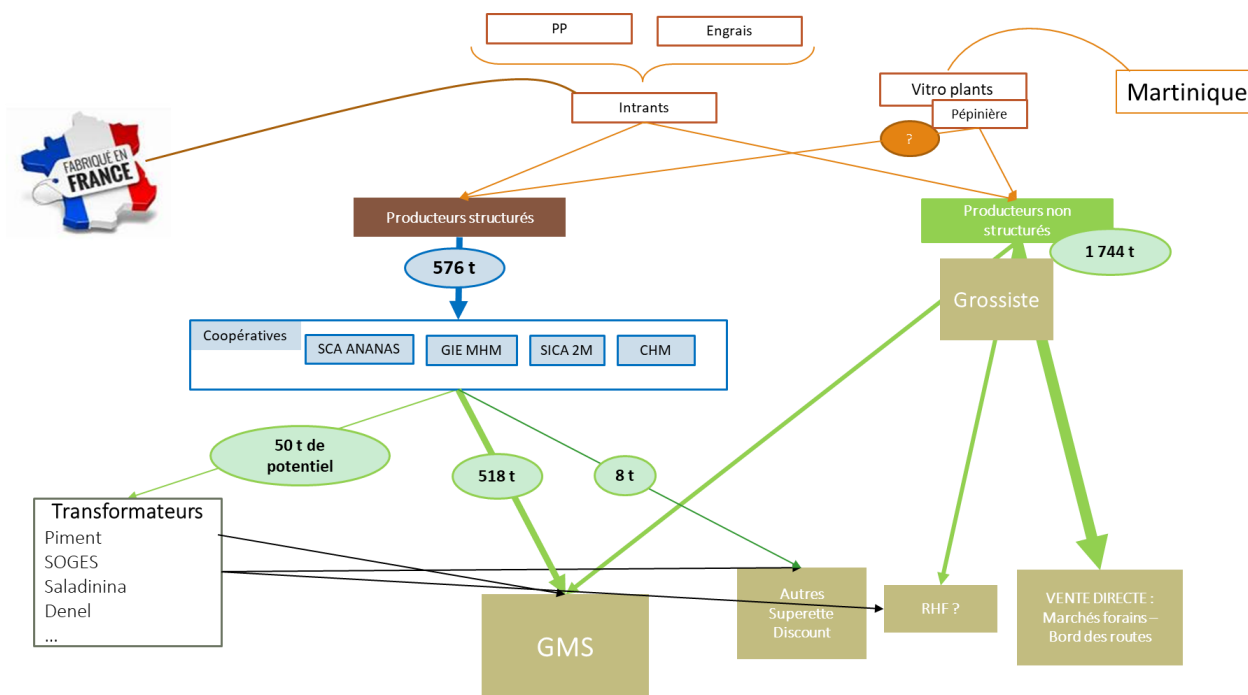 PP
Engrais
Vitro plants
Martinique
Intrants
Pépinière
?
FABRIQUÉ EN
FRANCE
Producteurs structurés
Producteurs non
structurés
576 t
1 744 t
Grossiste
Coopératives
SCA ANANAS
GIE MHM
SICA 2M
CHM
50 t de
potentiel
518 t
8 t
Transformateurs
Piment
SOGES
Saladinina
Denel
...
GMS
Autres
Superette
Discount
RHF ?
VENTE DIRECTE :
Marchés forains –
Bord des routes